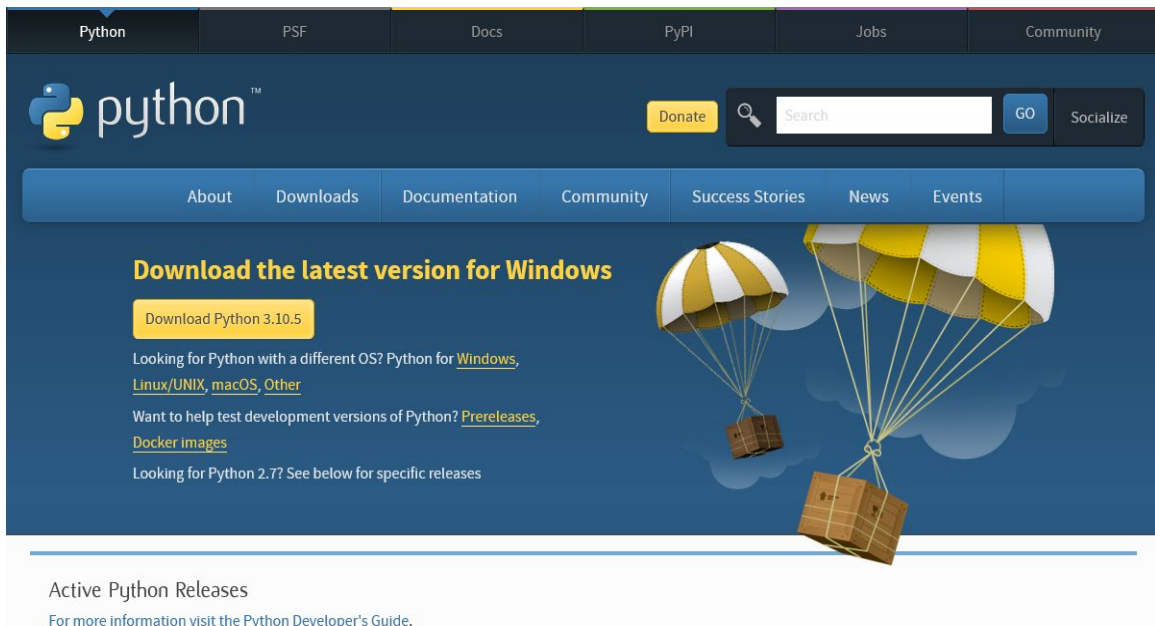 Python
PSF
Docs
PyPI
Jobs
Community
python™
Donate
Search
GO
Socialize
About
Downloads
Documentation
Community
Success Stories
News
Events
Download the latest version for Windows
Download Python 3.10.5
Looking for Python with a different OS? Python for Windows,
Linux/UNIX, macOS, Other
Want to help test development versions of Python? Prereleases,
Docker images
Looking for Python 2.7? See below for specific releases
Active Python Releases
For more information visit the Python Developer's Guide.